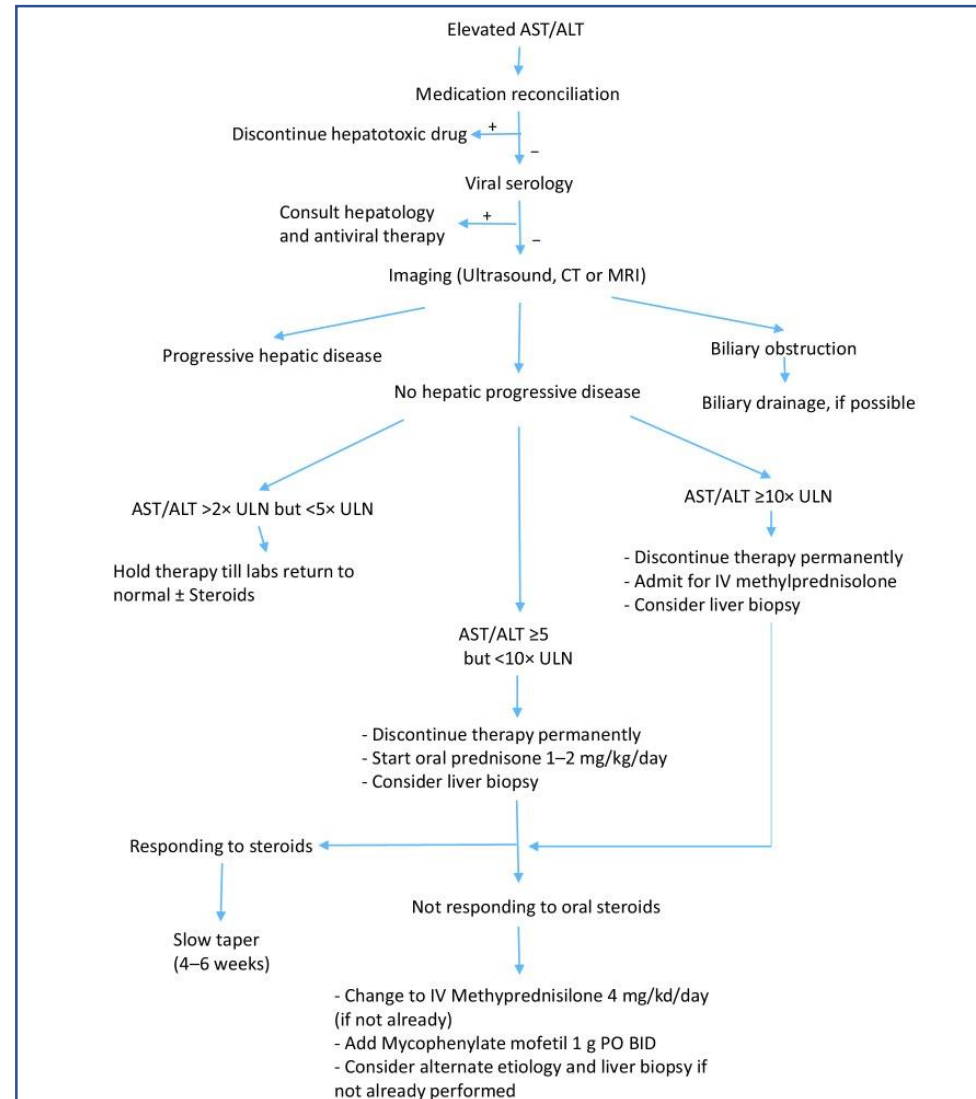 Elevated AST/ALT
Medication reconciliation
+
Discontinue hepatotoxic drug
–
Viral serology
Consult hepatology
and antiviral therapy
+
–
Imaging (Ultrasound, CT or MRI)
Progressive hepatic disease
Biliary obstruction
No hepatic progressive disease
Biliary drainage, if possible
AST/ALT >2× ULN but <5× ULN
Hold therapy till labs return to
normal ± Steroids
AST/ALT ≥10× ULN
- Discontinue therapy permanently
- Admit for IV methylprednisolone
- Consider liver biopsy
AST/ALT ≥5
but <10× ULN
- Discontinue therapy permanently
- Start oral prednisone 1–2 mg/kg/day
- Consider liver biopsy
Responding to steroids
Slow taper
(4–6 weeks)
Not responding to oral steroids
- Change to IV Methyprednisilone 4 mg/kd/day
(if not already)
- Add Mycophenylate mofetil 1 g PO BID
- Consider alternate etiology and liver biopsy if
not already performed